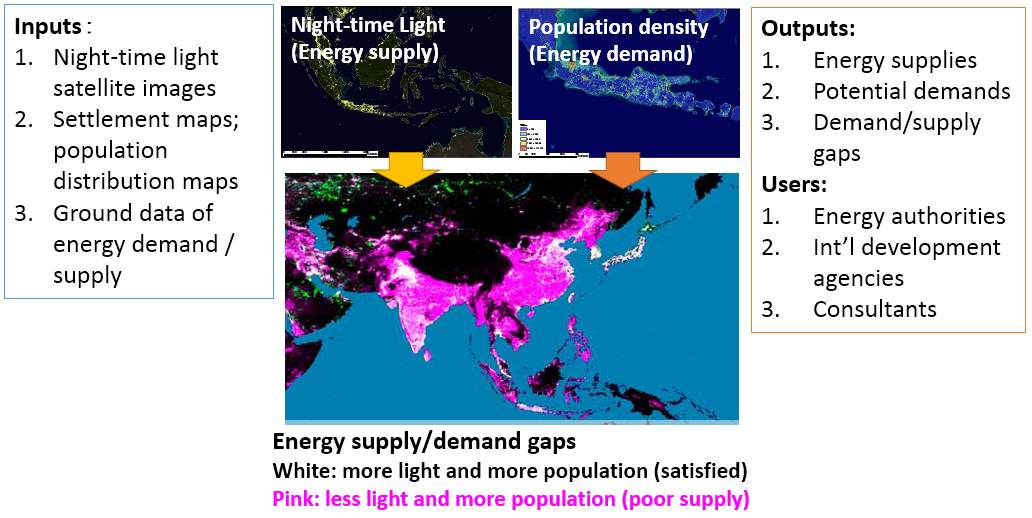 Inputs :
1. Night-time light
satellite images
2. Settlement maps;
population
distribution maps
3. Ground data of
energy demand /
supply
Night-time Light
(Energy supply)
Population density
(Energy demand)
Outputs:
1. Energy supplies
2. Potential demands
3. Demand/supply
gaps
Users:
1. Energy authorities
2. Int’l development
agencies
3. Consultants
Energy supply/demand gaps
White: more light and more population (satisfied)
Pink: less light and more population (poor supply)